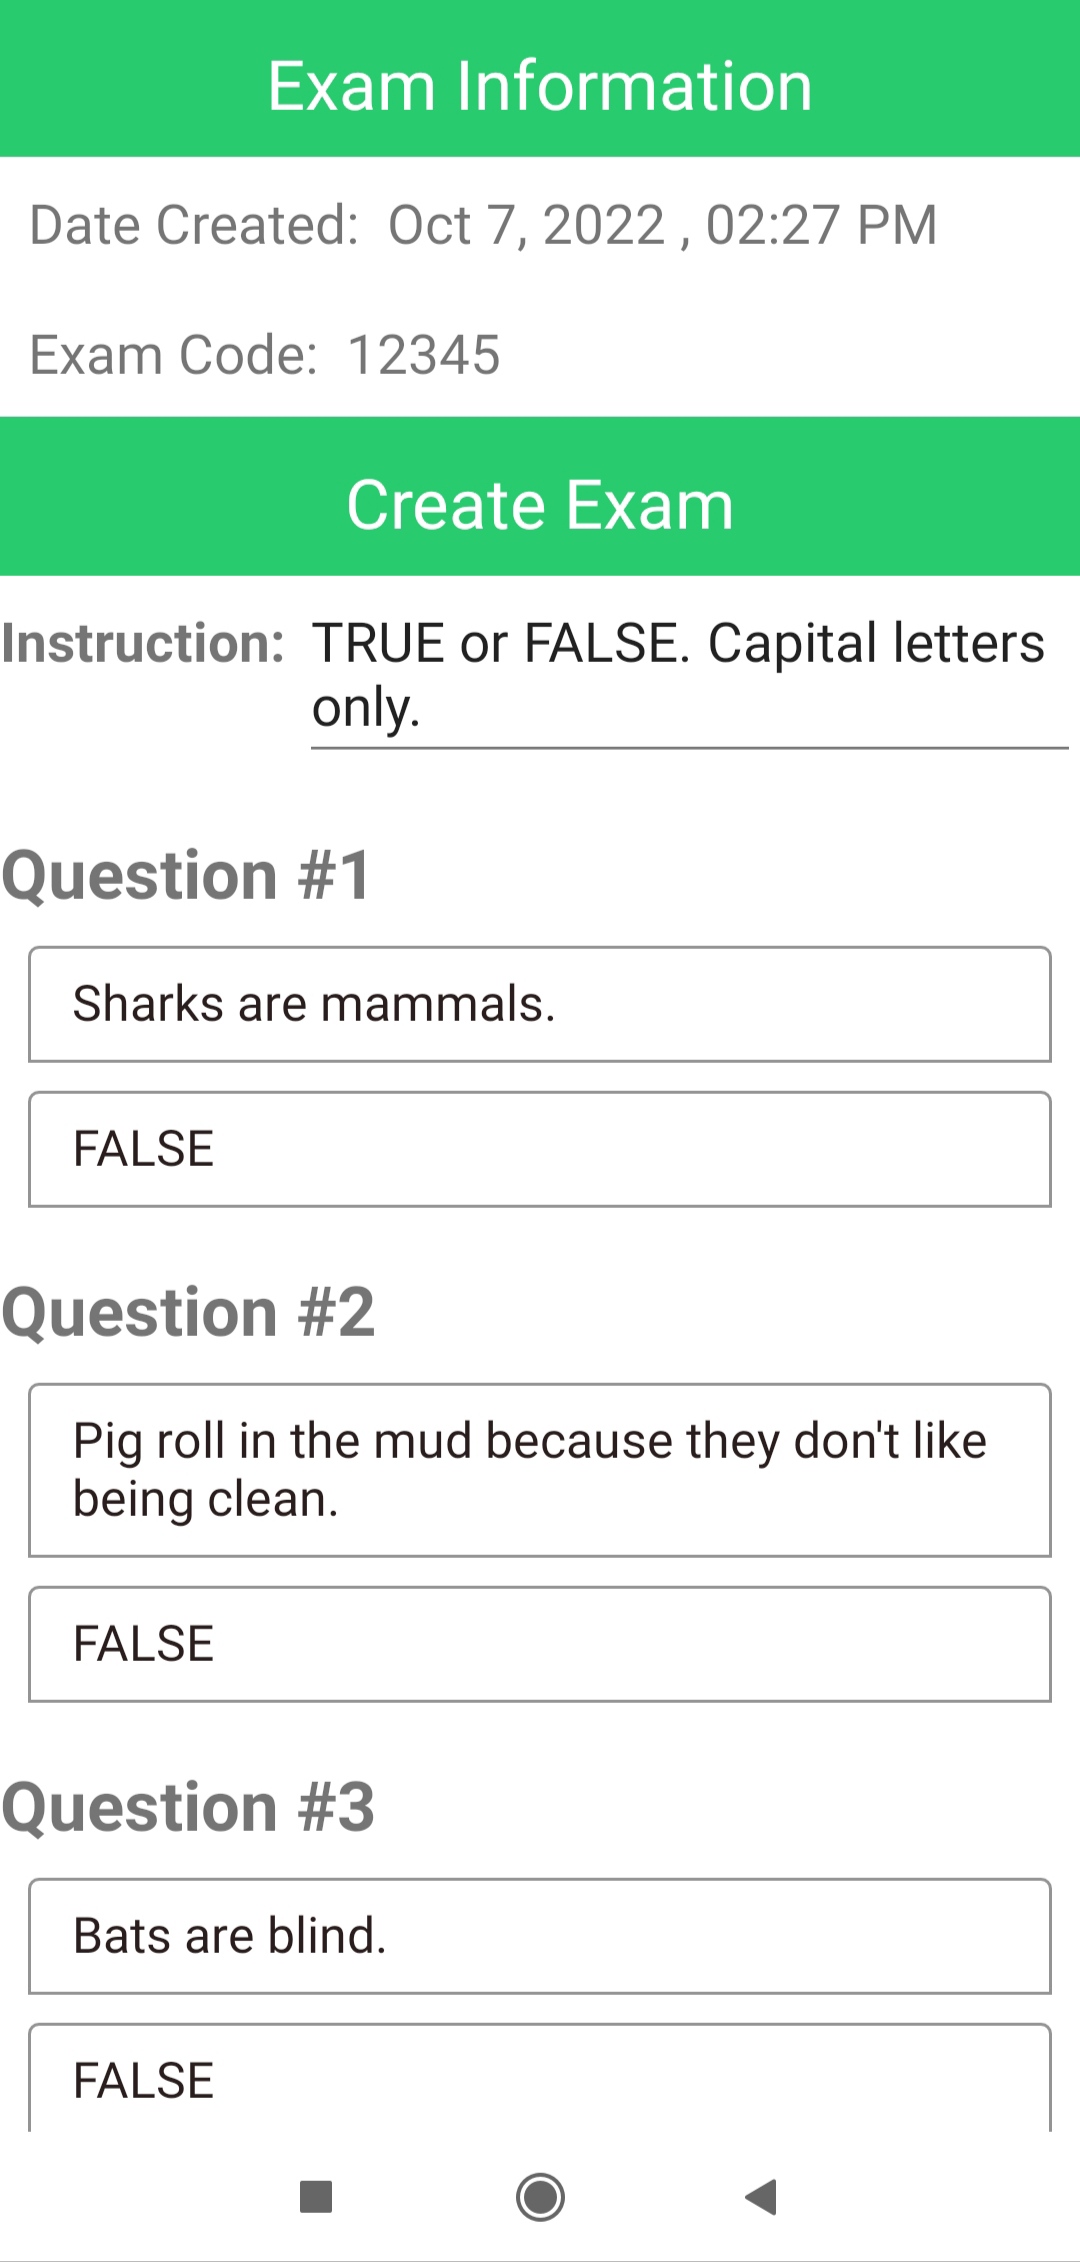 Exam Information
Date Created:  Oct 7, 2022 , 02:27 PM
Exam Code:  12345
Create Exam
Instruction: TRUE or FALSE. Capital letters
only.
Question #1
Sharks are mammals.
FALSE
Question #2
Pig roll in the mud because they don't like
being clean.
FALSE
Question #3
Bats are blind.
FALSE